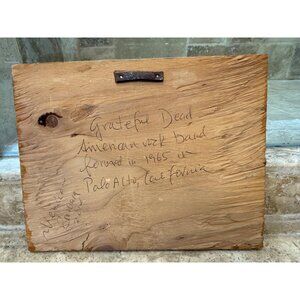 Grateful Dead
American rock band
formed in 1965 in
Palo Alto, California